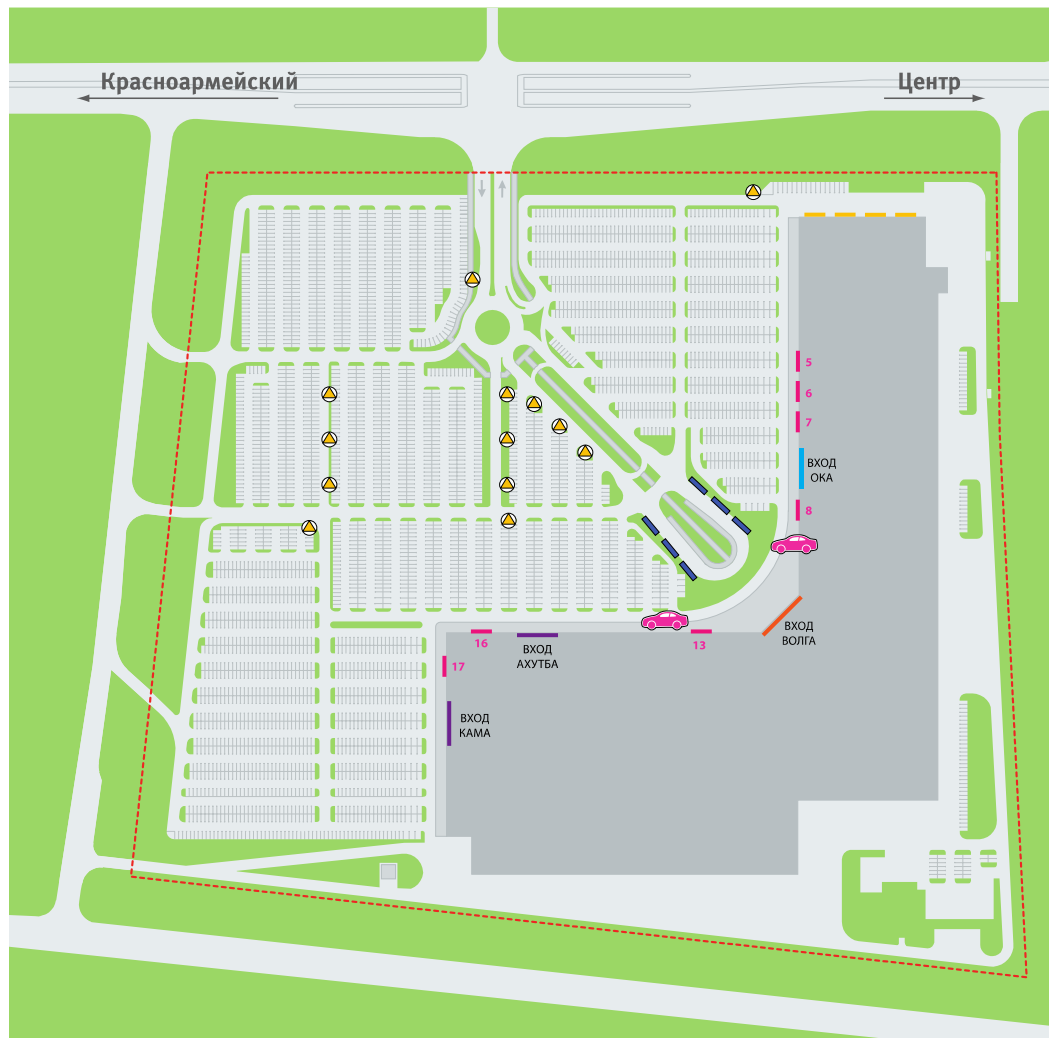 Красноармейский
Центр
5
6
7
ВХОД
ОКА
8
ВХОД
ВОЛГА
13
16
ВХОД
АХУТБА
17
ВХОД
КАМА